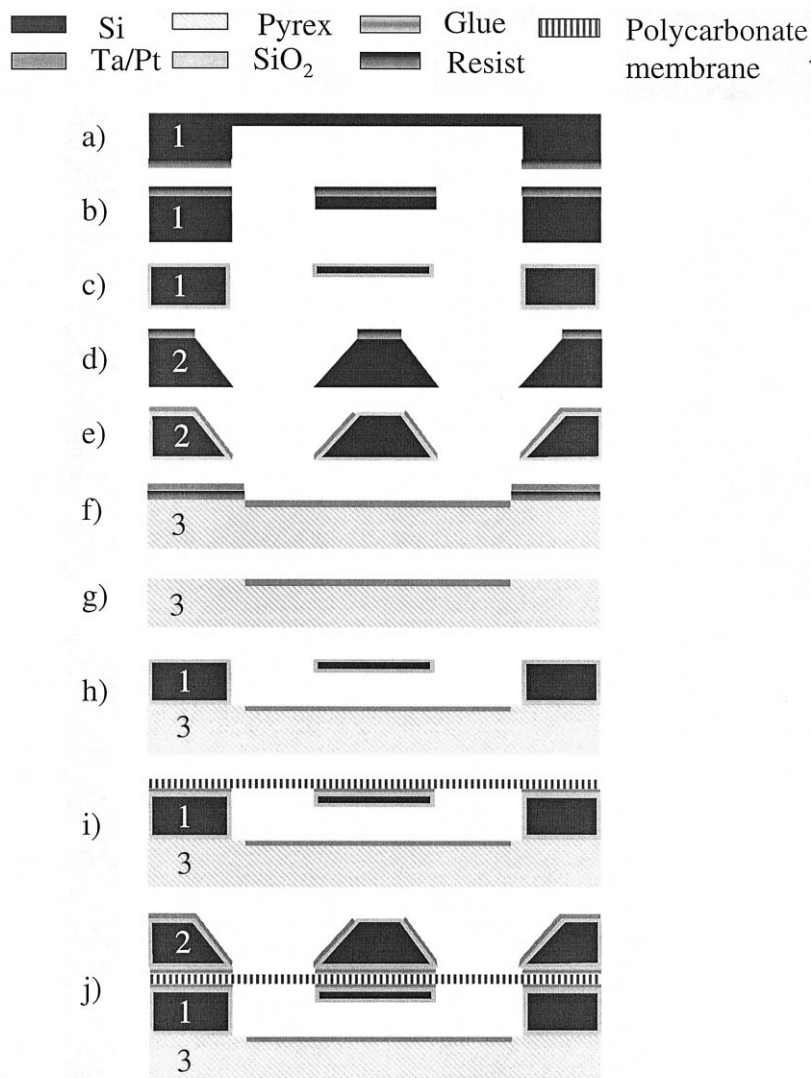 Si Pyrex Glue Polycarbonate
Ta/Pt SiO₂ Resist membrane
a) 1
b) 1
c) 1
d) 2
e) 2
f) 3
g) 3
h) 1
3
i) 1
3
2
j) 1
3